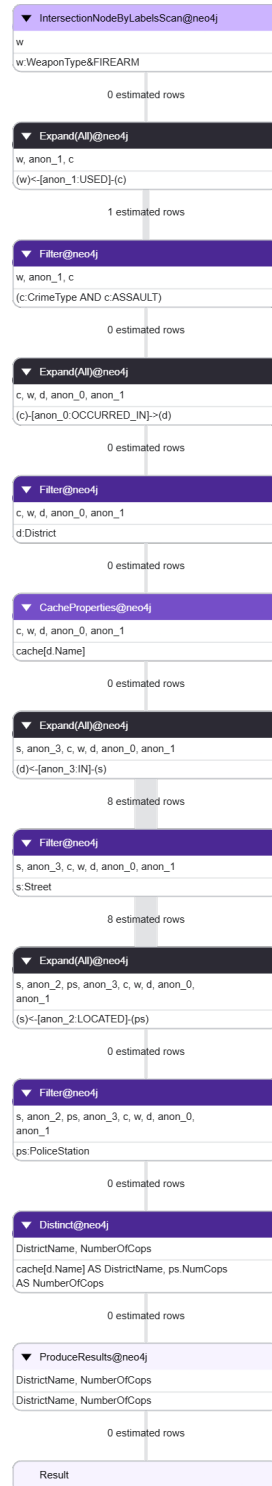 ▼ IntersectionNodeByLabelsScan@neo4j
w
w:WeaponType&FIREARM
0 estimated rows
▼ Expand(All)@neo4j
w, anon_1, c
(w)<-[anon_1:USED]-(c)
1 estimated rows
▼ Filter@neo4j
w, anon_1, c
(c:CrimeType AND c:ASSAULT)
0 estimated rows
▼ Expand(All)@neo4j
c, w, d, anon_0, anon_1
(c)-[anon_0:OCCURRED_IN]->(d)
0 estimated rows
▼ Filter@neo4j
c, w, d, anon_0, anon_1
d:District
0 estimated rows
▼ CacheProperties@neo4j
c, w, d, anon_0, anon_1
cache[d.Name]
0 estimated rows
▼ Expand(All)@neo4j
s, anon_3, c, w, d, anon_0, anon_1
(d)<-[anon_3:IN]-(s)
8 estimated rows
▼ Filter@neo4j
s, anon_3, c, w, d, anon_0, anon_1
s:Street
8 estimated rows
▼ Expand(All)@neo4j
s, anon_2, ps, anon_3, c, w, d, anon_0,
anon_1
(s)<-[anon_2:LOCATED]-(ps)
0 estimated rows
▼ Filter@neo4j
s, anon_2, ps, anon_3, c, w, d, anon_0,
anon_1
ps:PoliceStation
0 estimated rows
▼ Distinct@neo4j
DistrictName, NumberOfCops
cache[d.Name] AS DistrictName, ps.NumCops
AS NumberOfCops
0 estimated rows
▼ ProduceResults@neo4j
DistrictName, NumberOfCops
DistrictName, NumberOfCops
0 estimated rows
Result